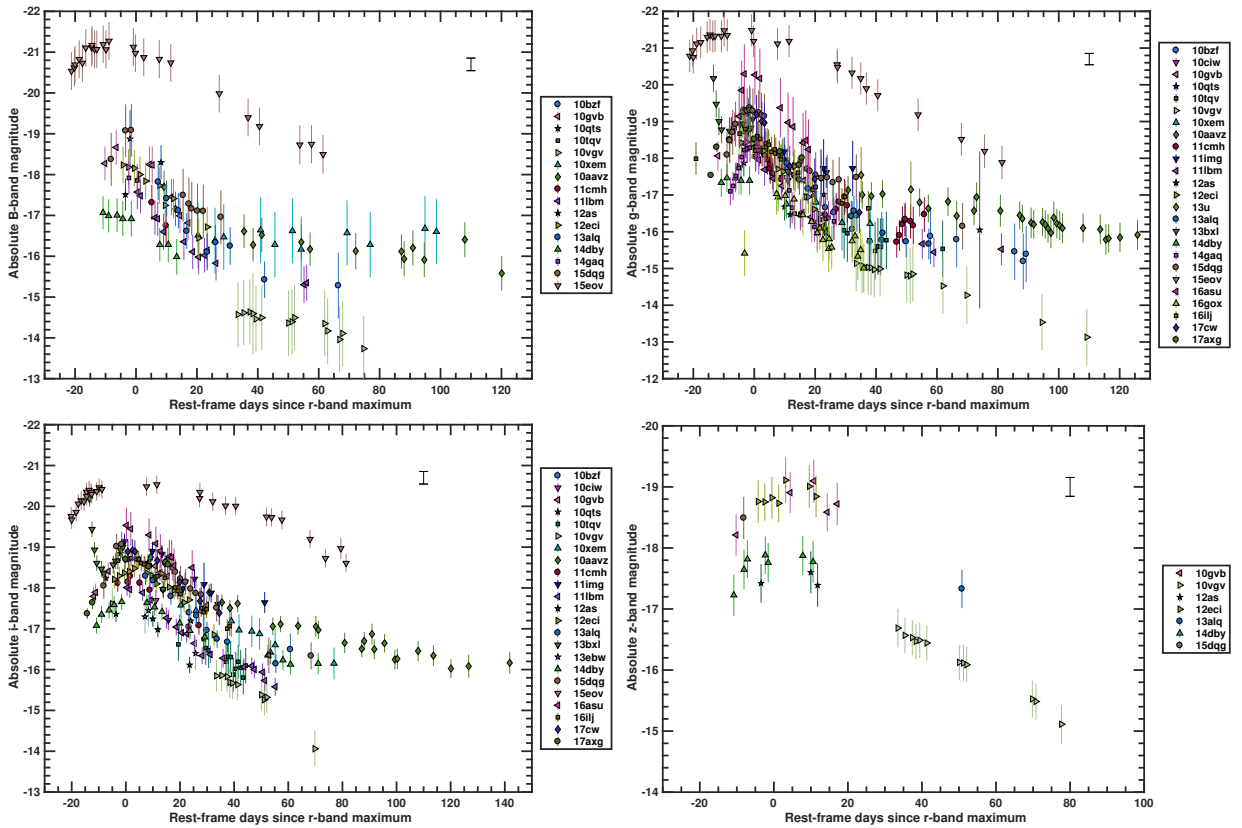 -22
-21
-20
-19
-18
-17
-16
-15
-14
-13
Absolute B-band magnitude
-20
0
20
40
60
80
100
120
Rest-frame days since r-band maximum
10bzf
10gvb
10qts
10tqv
10vgv
10xem
10aavz
11cmh
11lbm
12as
12eci
13alq
14dby
14gaq
15dqg
15eov
-22
-21
-20
-19
-18
-17
-16
-15
-14
-13
-12
Absolute g-band magnitude
-20
0
20
40
60
80
100
120
Rest-frame days since r-band maximum
10bzf
10ciw
10gvb
10qts
10tqv
10vgv
10xem
10aavz
11cmh
11img
11lbm
12as
12eci
13u
13alq
13bxl
14dby
14gaq
15dqg
15eov
16asu
16gox
16ilj
17cw
17axg
-22
-21
-20
-19
-18
-17
-16
-15
-14
-13
Absolute i-band magnitude
-20
0
20
40
60
80
100
120
140
Rest-frame days since r-band maximum
10bzf
10ciw
10gvb
10qts
10tqv
10vgv
10xem
10aavz
11cmh
11img
11lbm
12as
12eci
13alq
13bxl
13ebw
14dby
15dqg
15eov
16asu
16ilj
17cw
17axg
-20
-19
-18
-17
-16
-15
-14
Absolute z-band magnitude
-20
0
20
40
60
80
100
Rest-frame days since r-band maximum
10gvb
10vgv
12as
12eci
13alq
14dby
15dqg